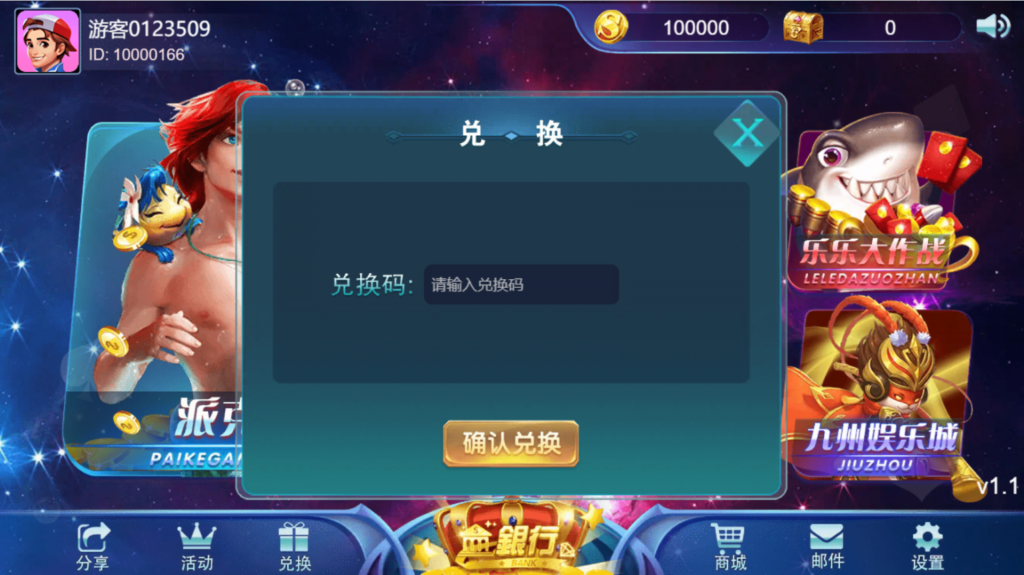 游客0123509
ID: 10000166
100000
0
兑 换
兑换码:
请输入兑换码
确认兑换
派克
PAIKEGAN
乐乐大作战
LELEDAZUOZHAN
九州娱乐城
JIUZHOU
v1.1
分享
活动
兑换
銀行
BANK
商城
邮件
设置